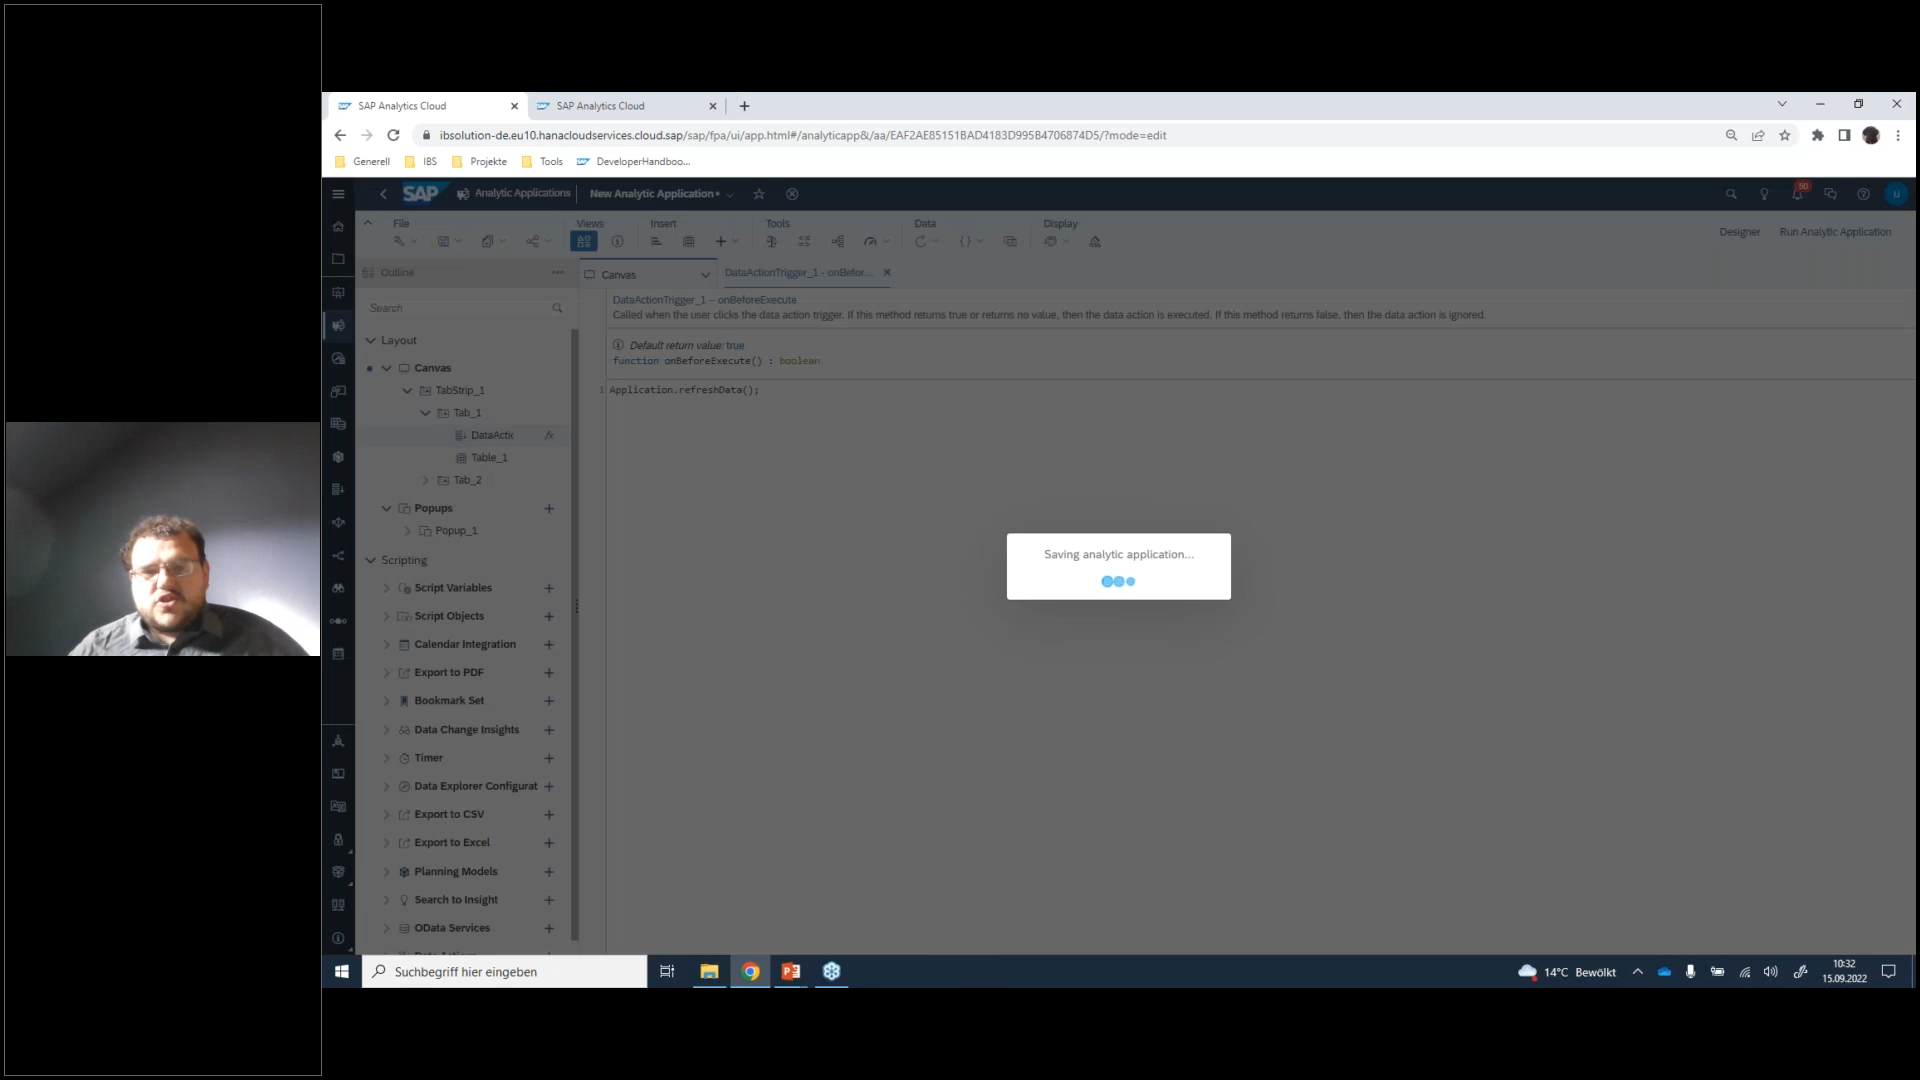 SAP Analytics Cloud
SAP Analytics Cloud
ibsolution-de.eu10.hanacloudservices.cloud.sap/sap/fpa/ui/app.html#/analyticapp&/aa/EAF2AE85151BAD4183D995B4706874D5/?mode=edit
Generell
IBS
Projekte
Tools
DeveloperHandboo...
SAP
Analytic Applications
New Analytic Application*
50
IJ
File
Views
Insert
Tools
Data
Display
Designer
Run Analytic Application
Outline
Canvas
DataActionTrigger_1 - onBefor...
Search
DataActionTrigger_1 – onBeforeExecute
Called when the user clicks the data action trigger. If this method returns true or returns no value, then the data action is executed. If this method returns false, then the data action is ignored.
Default return value: true
function onBeforeExecute() : boolean
1 Application.refreshData();
Layout
Canvas
TabStrip_1
Tab_1
DataActic
fx
Table_1
Tab_2
Popups
Popup_1
Scripting
Script Variables
Script Objects
Calendar Integration
Export to PDF
Bookmark Set
Data Change Insights
Timer
Data Explorer Configurat
Export to CSV
Export to Excel
Planning Models
Search to Insight
OData Services
Saving analytic application...
Suchbegriff hier eingeben
14°C Bewölkt
10:32
15.09.2022